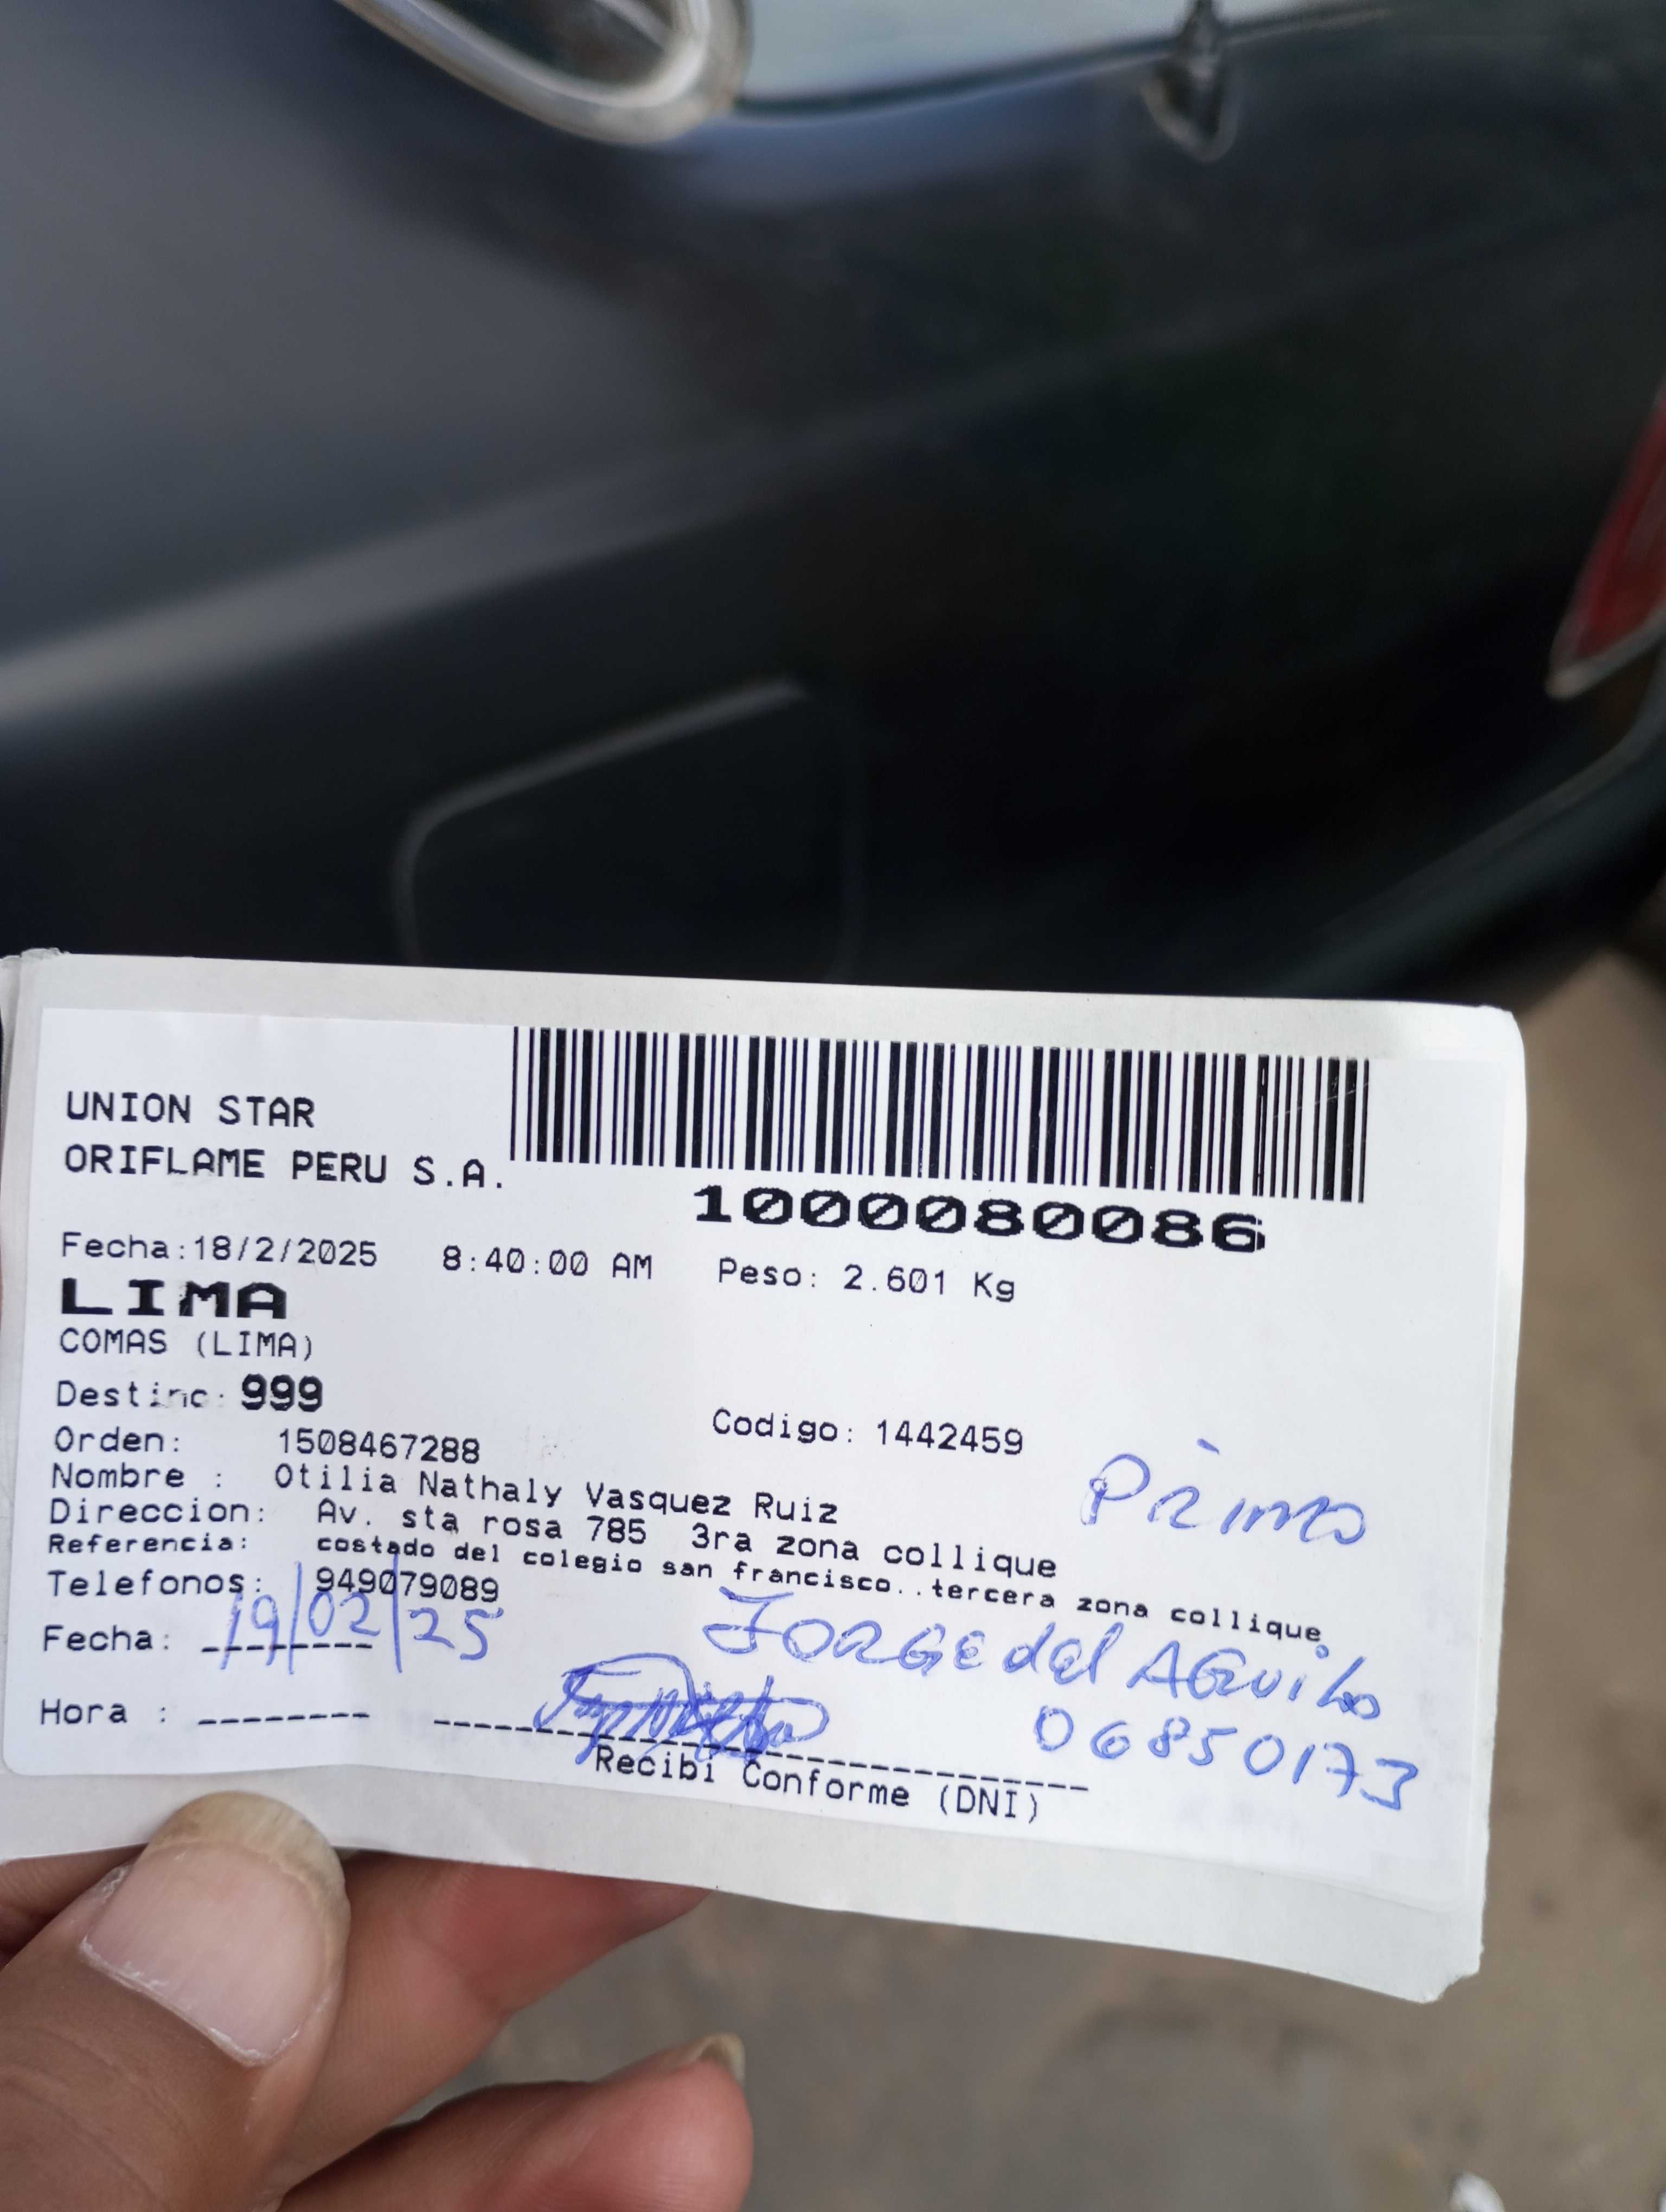 UNION STAR
ORIFLAME PERU S.A.
1000080086
Fecha:18/2/2025 8:40:00 AM Peso: 2.601 Kg
LIMA
COMAS (LIMA)
Destino: 999
Codigo: 1442459
Orden: 1508467288
Nombre : Otilia Nathaly Vasquez Ruiz
Primo
Direccion: Av. sta rosa 785 3ra zona collique
Referencia: costado del colegio san francisco..tercera zona collique
Telefonos: 949079089
Fecha: 19/02/25
JORGE del AGuila
06850173
Hora : --------
Recibi Conforme (DNI)